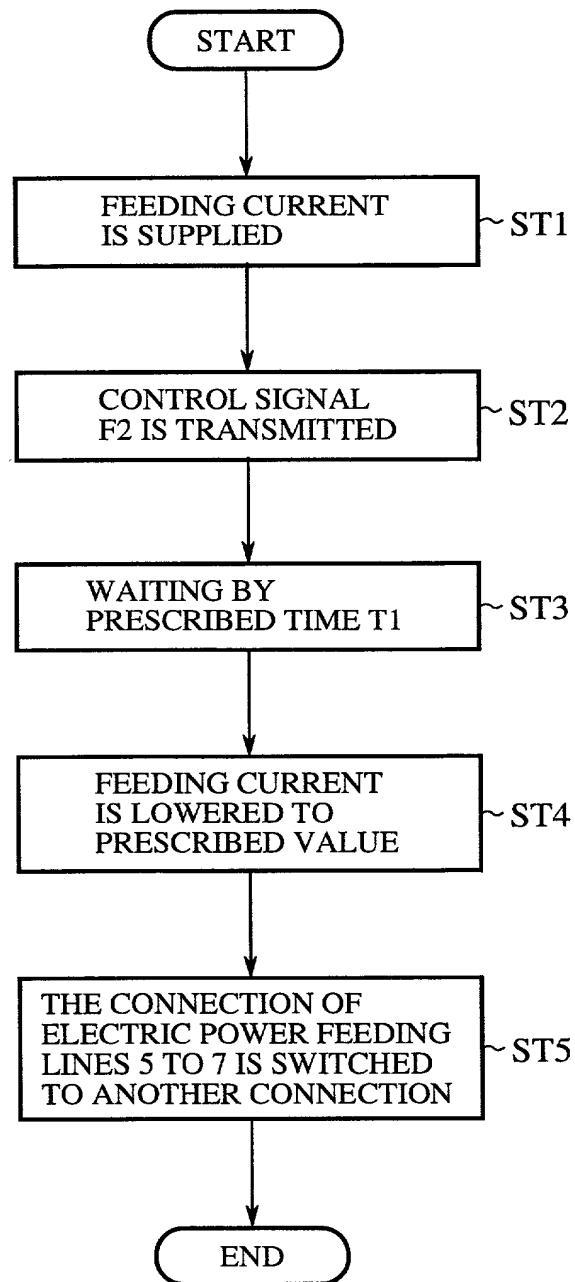 START
FEEDING CURRENT
IS SUPPLIED
~ST1
CONTROL SIGNAL
F2 IS TRANSMITTED
~ST2
WAITING BY
PRESCRIBED TIME T1
~ST3
FEEDING CURRENT
IS LOWERED TO
PRESCRIBED VALUE
~ST4
THE CONNECTION OF
ELECTRIC POWER FEEDING
LINES 5 TO 7 IS SWITCHED
TO ANOTHER CONNECTION
~ST5
END